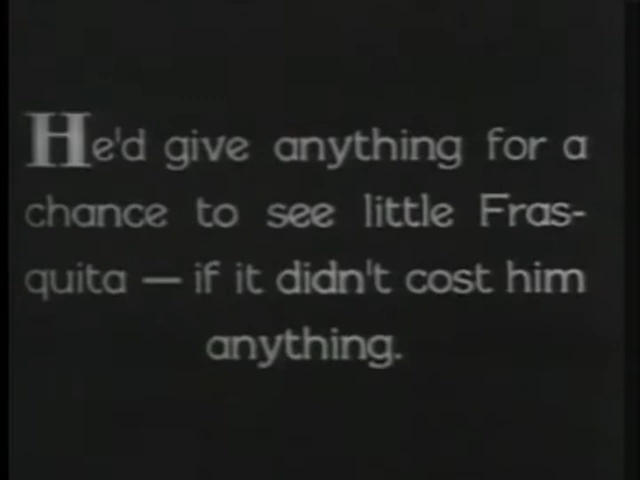 He'd give anything for a
chance to see little Fras-
quita — if it didn't cost him
anything.